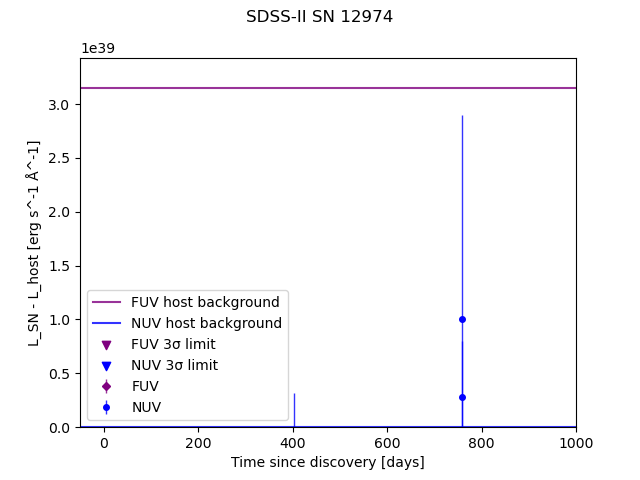 SDSS-II SN 12974
1e39
L_SN - L_host [erg s^-1 Å^-1]
3.0
2.5
2.0
1.5
1.0
0.5
0.0
FUV host background
NUV host background
FUV 3σ limit
NUV 3σ limit
FUV
NUV
0 200 400 600 800 1000
Time since discovery [days]